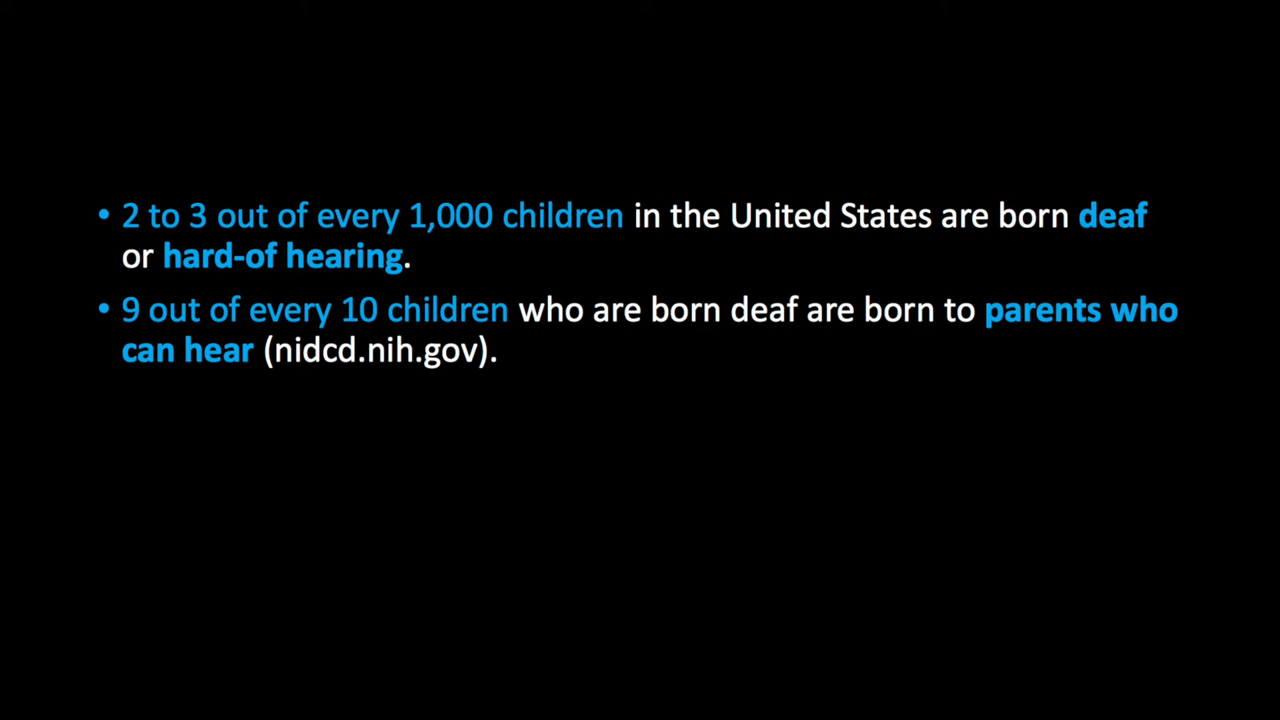 • 2 to 3 out of every 1,000 children in the United States are born deaf
or hard-of hearing.
• 9 out of every 10 children who are born deaf are born to parents who
can hear (nidcd.nih.gov).